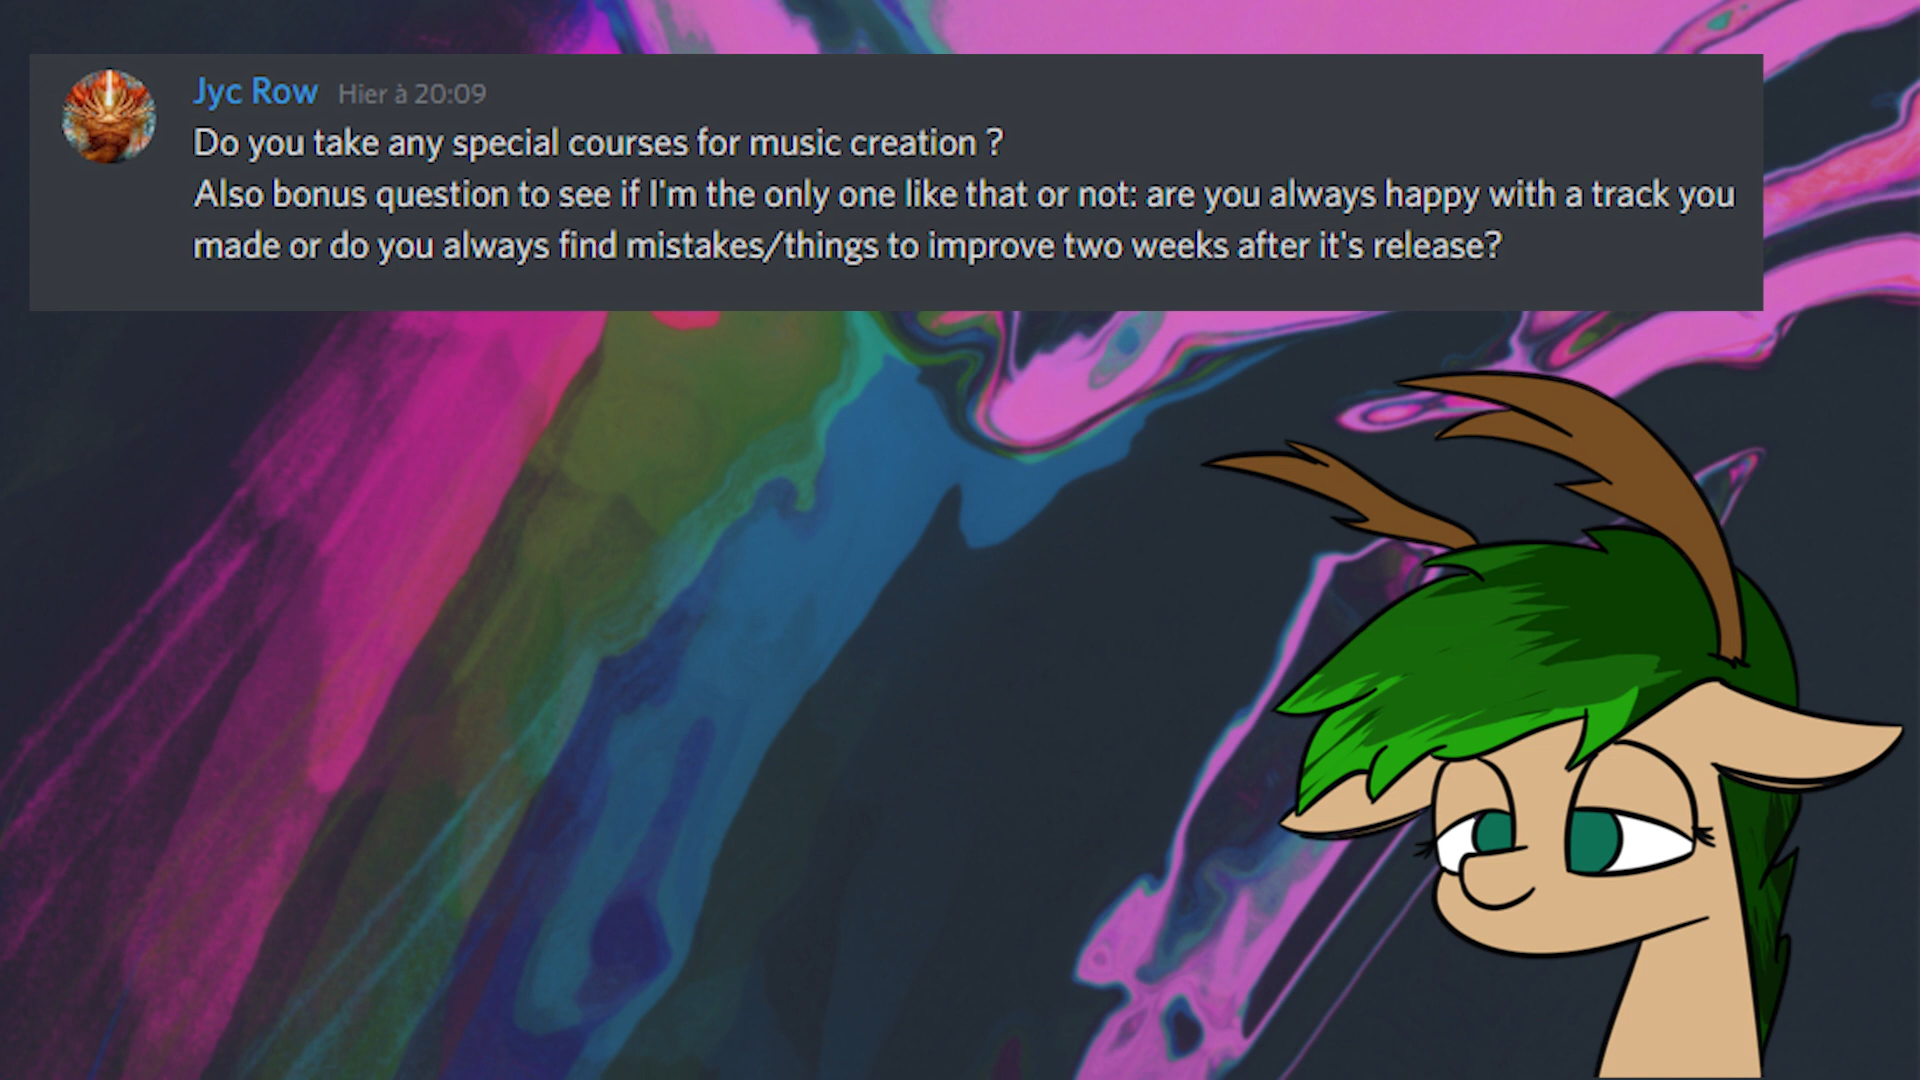 Jyc Row Hier à 20:09
Do you take any special courses for music creation ?
Also bonus question to see if I'm the only one like that or not: are you always happy with a track you
made or do you always find mistakes/things to improve two weeks after it's release?